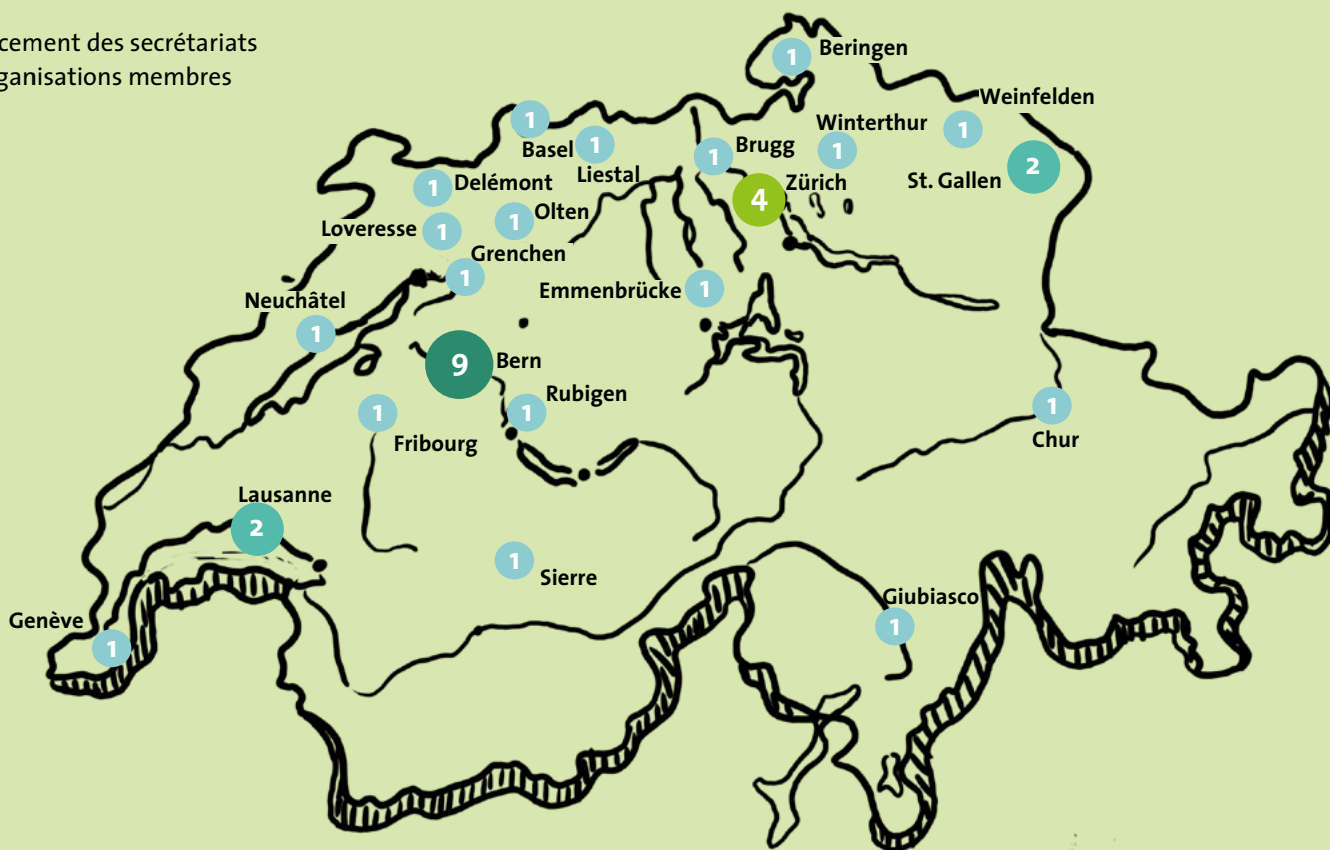 cement des secrétariats
ganisations membres
1 Beringen
Weinfelden
1
Winterthur
1
1
Basel
1
Liestal
1 Brugg
St. Gallen 2
1 Delémont
4 Zürich
Olten
1
Loveresse 1
Grenchen
1
Emmenbrücke 1
Neuchâtel
1
9 Bern
Rubigen
1
1
Fribourg
1
Chur
Lausanne
2
1
Sierre
Giubiasco
1
Genève
1